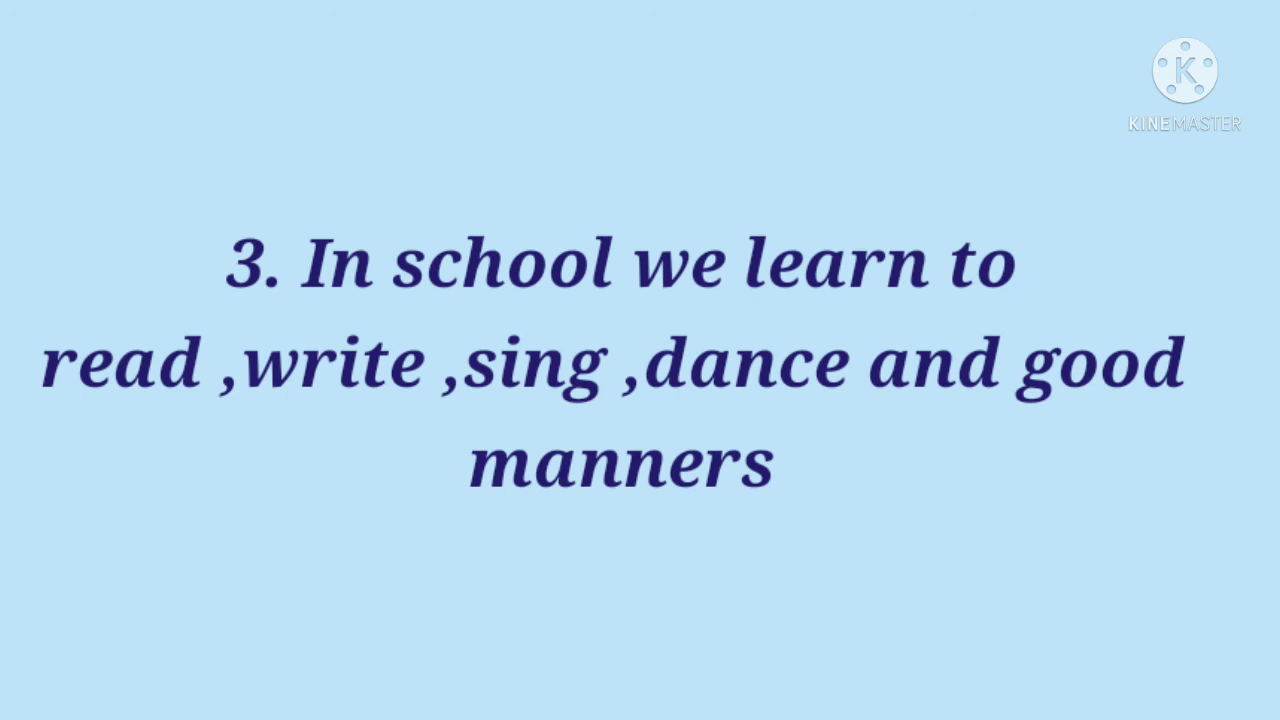 KINEMASTER
3. In school we learn to
read ,write ,sing ,dance and good
manners